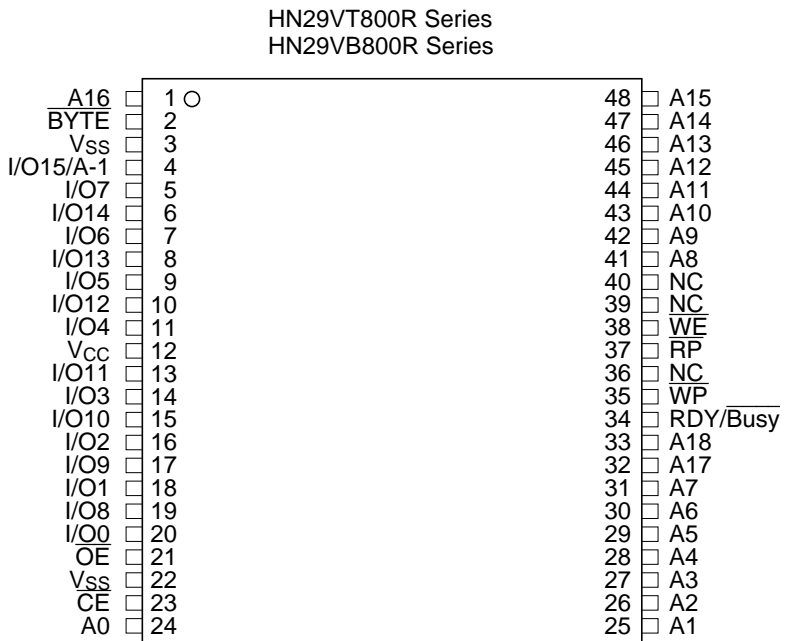 HN29VT800R Series
HN29VB800R Series
A16 1 48 A15
BYTE 2 47 A14
VSS 3 46 A13
I/O15/A-1 4 45 A12
I/O7 5 44 A11
I/O14 6 43 A10
I/O6 7 42 A9
I/O13 8 41 A8
I/O5 9 40 NC
I/O12 10 39 NC
I/O4 11 38 WE
VCC 12 37 RP
I/O11 13 36 NC
I/O3 14 35 WP
I/O10 15 34 RDY/Busy
I/O2 16 33 A18
I/O9 17 32 A17
I/O1 18 31 A7
I/O8 19 30 A6
I/O0 20 29 A5
OE 21 28 A4
VSS 22 27 A3
CE 23 26 A2
A0 24 25 A1